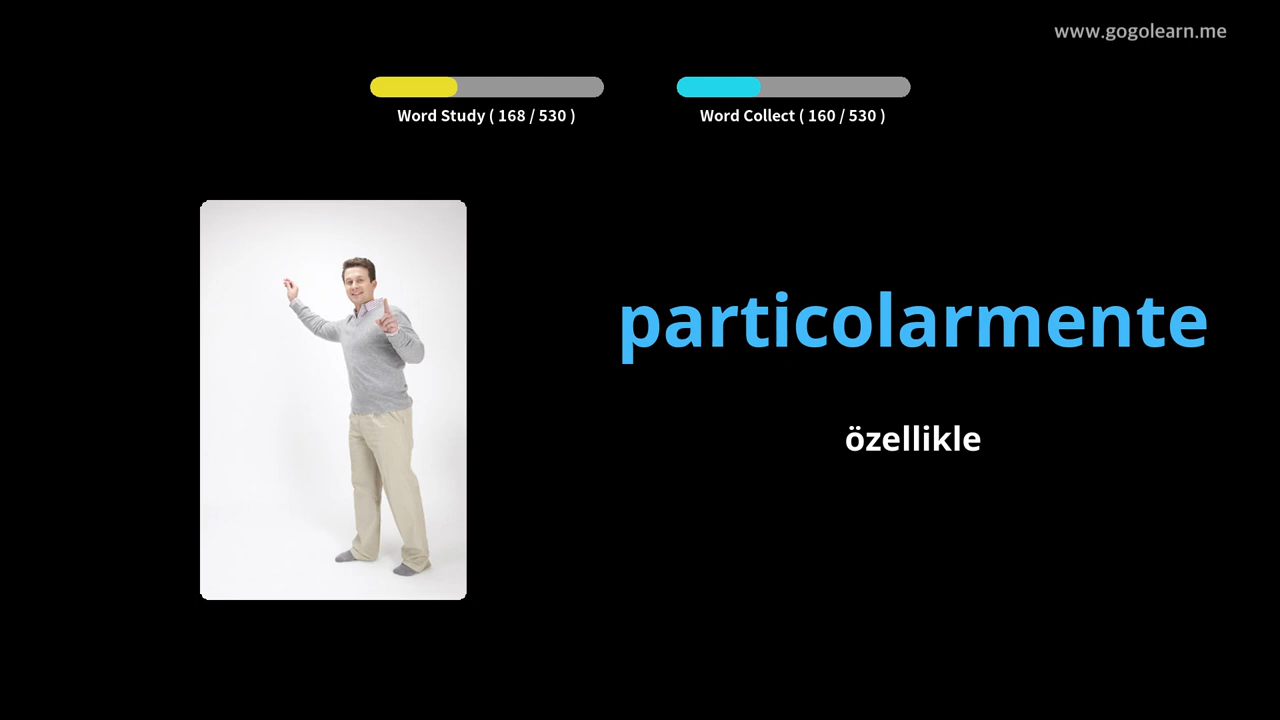 www.gogolearn.me
Word Study ( 168 / 530 )
Word Collect ( 160 / 530 )
particolarmente
özellikle